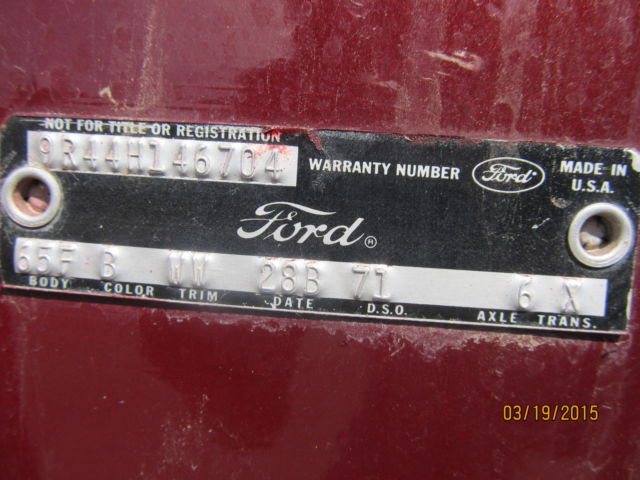 NOT FOR TITLE OR REGISTRATION
9R44H146704
WARRANTY NUMBER
Ford
MADE IN
U.S.A.
Ford®
65F B WW 28B 71 6 X
BODY COLOR TRIM DATE D.S.O. AXLE TRANS.
03/19/2015